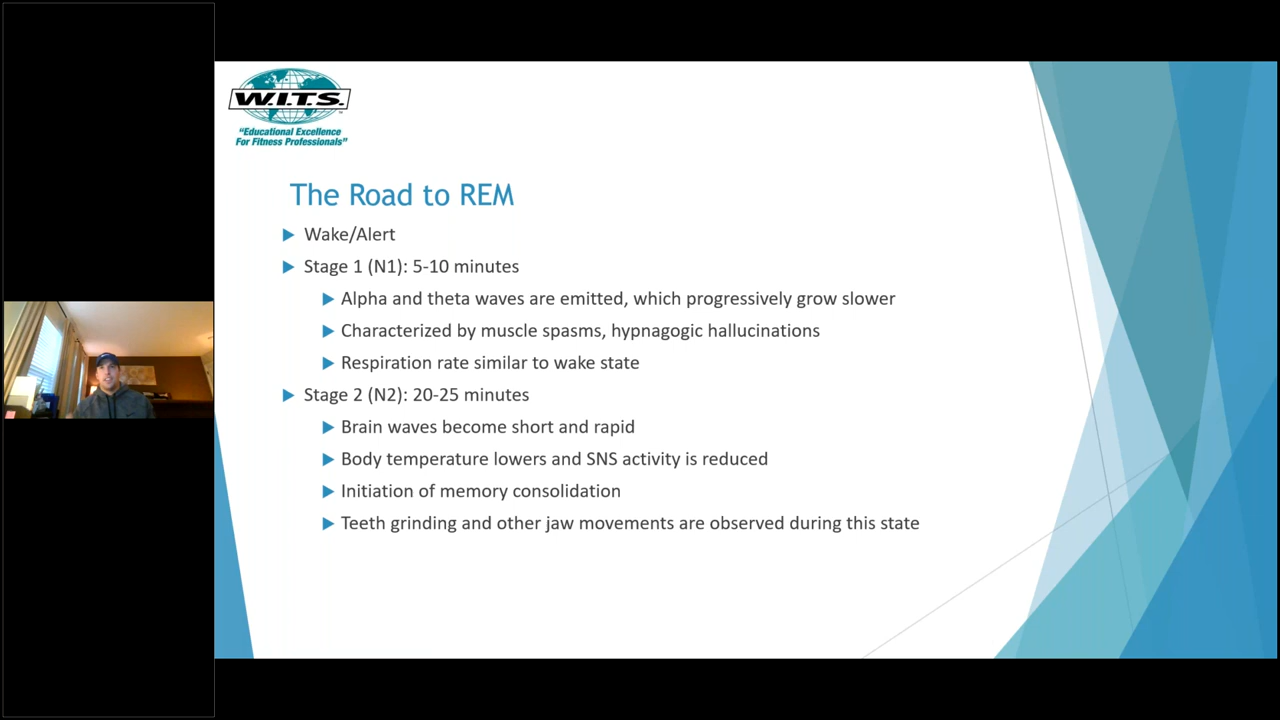 W.I.T.S.
"Educational Excellence
For Fitness Professionals"
The Road to REM
Wake/Alert
Stage 1 (N1): 5-10 minutes
Alpha and theta waves are emitted, which progressively grow slower
Characterized by muscle spasms, hypnagogic hallucinations
Respiration rate similar to wake state
Stage 2 (N2): 20-25 minutes
Brain waves become short and rapid
Body temperature lowers and SNS activity is reduced
Initiation of memory consolidation
Teeth grinding and other jaw movements are observed during this state